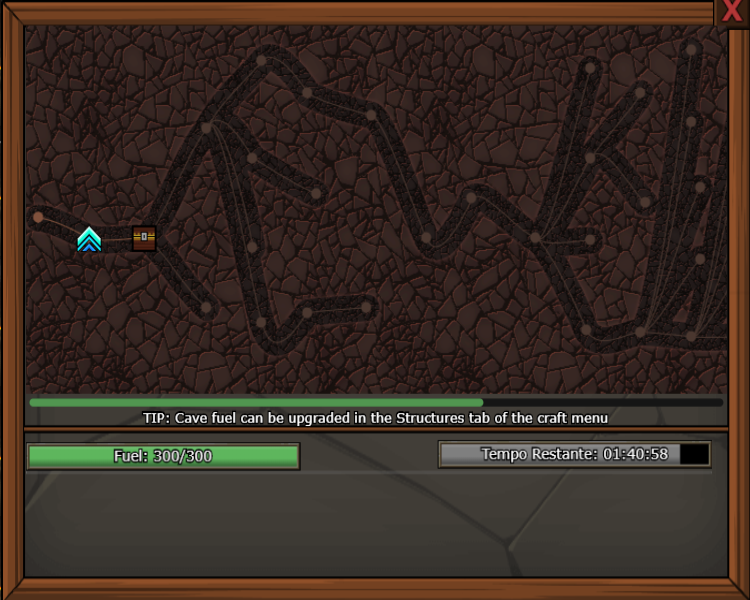 X
TIP: Cave fuel can be upgraded in the Structures tab of the craft menu
Fuel: 300/300
Tempo Restante: 01:40:58